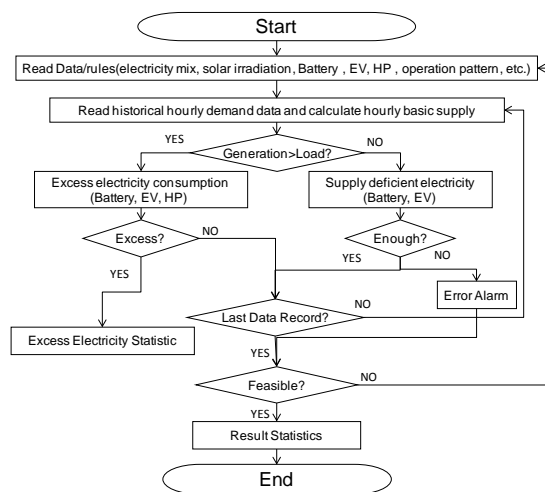 Start
Read Data/rules(electricity mix, solar irradiation, Battery , EV, HP , operation pattern, etc.)
Read historical hourly demand data and calculate hourly basic supply
YES
NO
Generation>Load?
Excess electricity consumption
(Battery, EV, HP)
Supply deficient electricity
(Battery, EV)
Excess?
NO
Enough?
YES
NO
YES
Error Alarm
Last Data Record?
NO
Excess Electricity Statistic
YES
Feasible?
NO
YES
Result Statistics
End